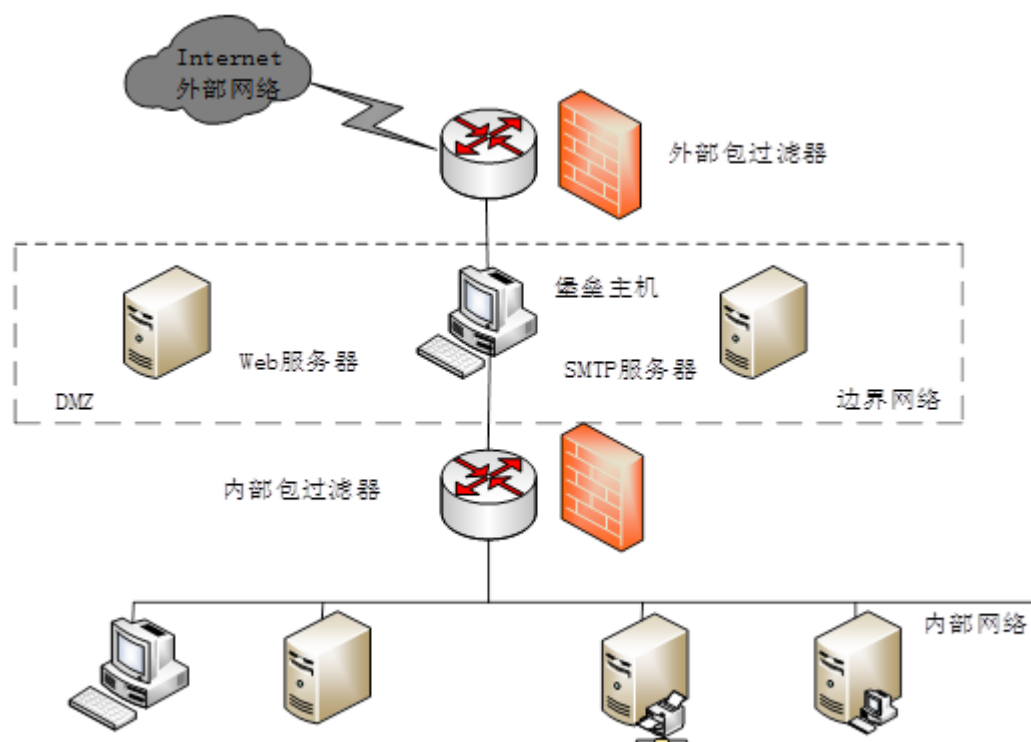 Internet
外部网络
外部包过滤器
堡垒主机
Web服务器
SMTP服务器
DMZ
边界网络
内部包过滤器
内部网络